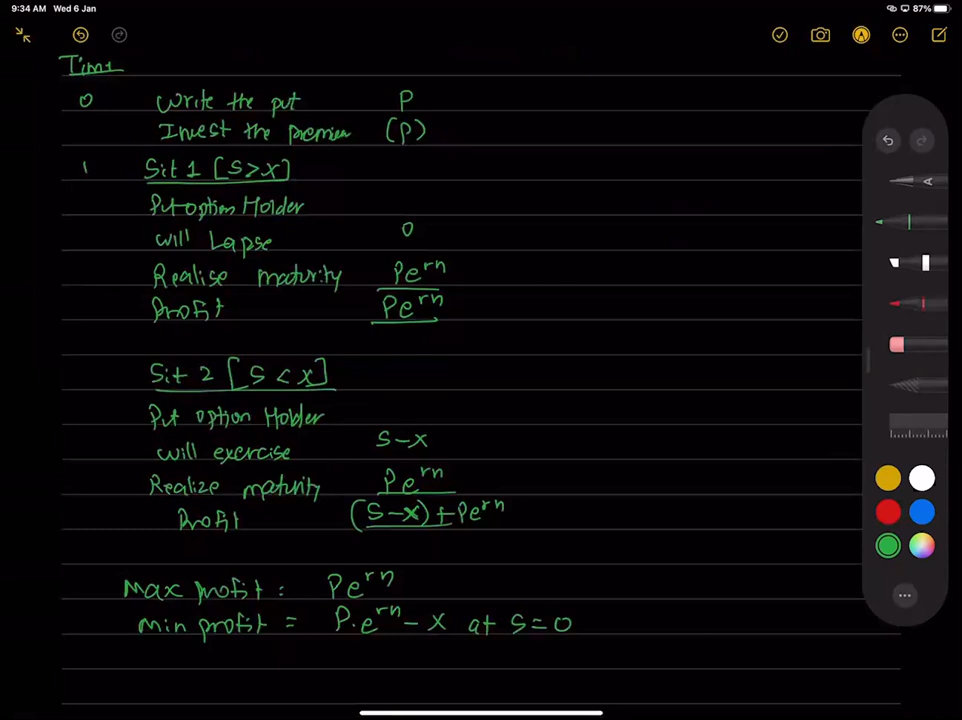 9:34 AM Wed 6 Jan
87%
Time
0 Write the put P
Invest the premium (P)
1 Sit 1 [S>X]
Put option Holder
will Lapse 0
Realise maturity Pe^rn
Profit Pe^rn
Sit 2 [S < X]
Put option Holder
will exercise S-X
Realize maturity Pe^rn
Profit (S-X)+Pe^rn
Max profit = Pe^rn
min profit = P.e^rn - X at S=0